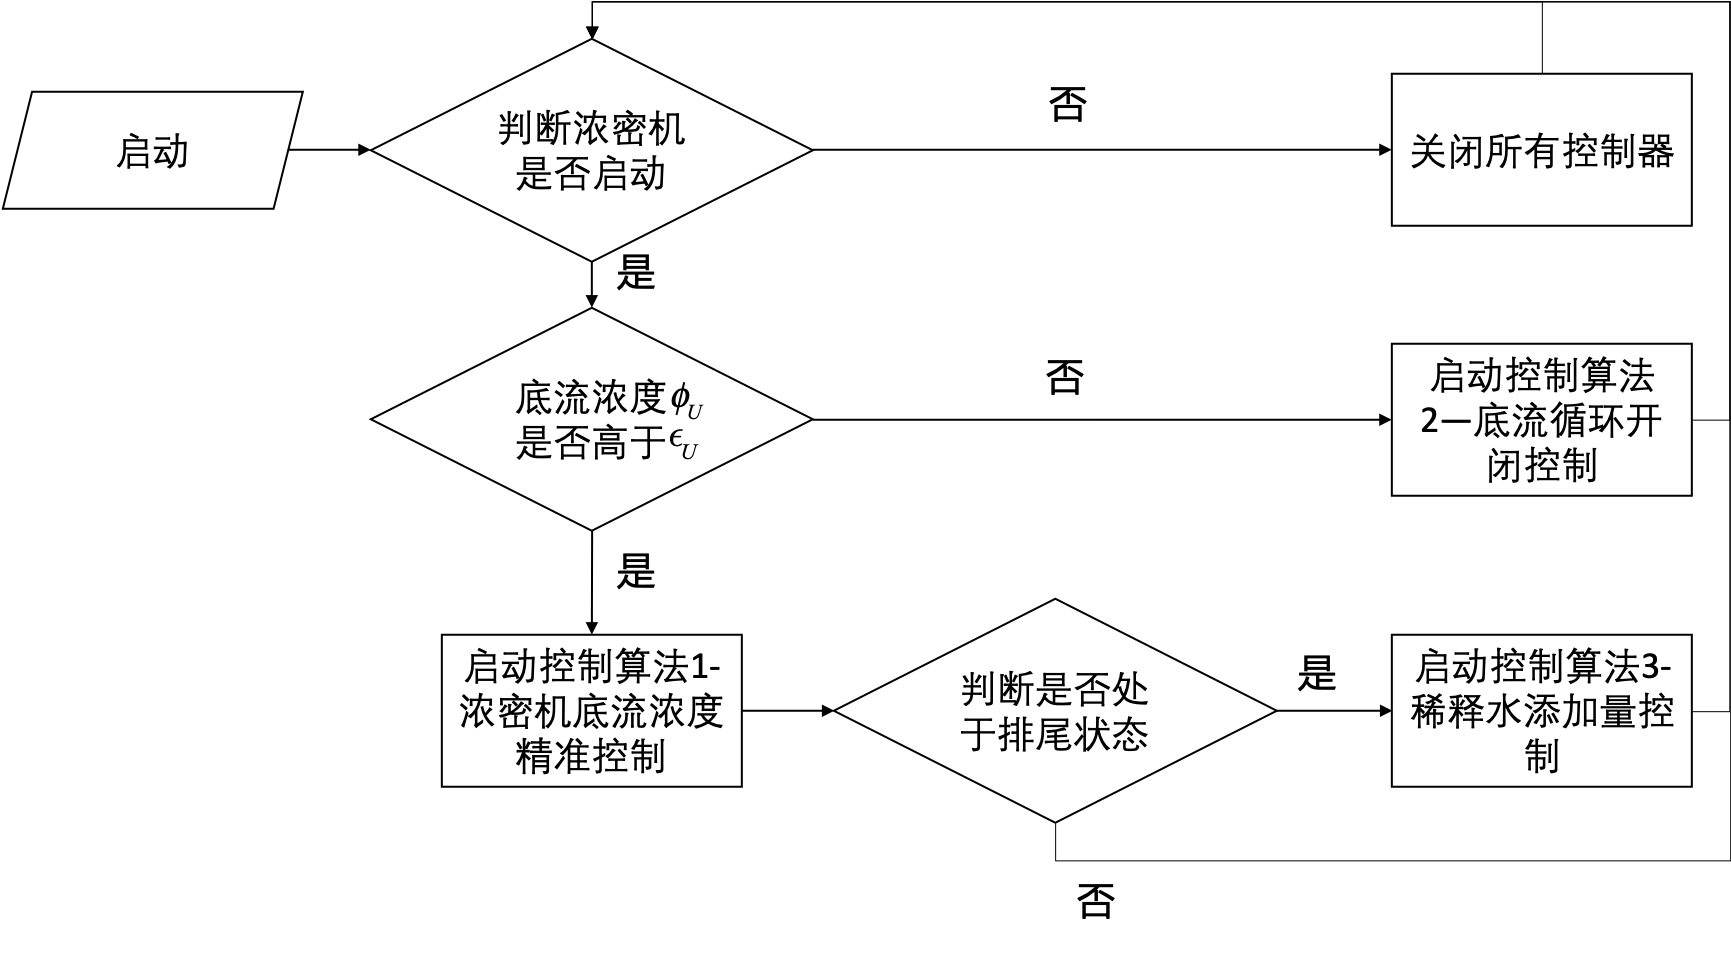 启动
判断浓密机
是否启动
否
关闭所有控制器
是
底流浓度ϕU
是否高于ϵU
否
启动控制算法
2—底流循环开
闭控制
是
启动控制算法1-
浓密机底流浓度
精准控制
判断是否处
于排尾状态
是
启动控制算法3-
稀释水添加量控
制
否